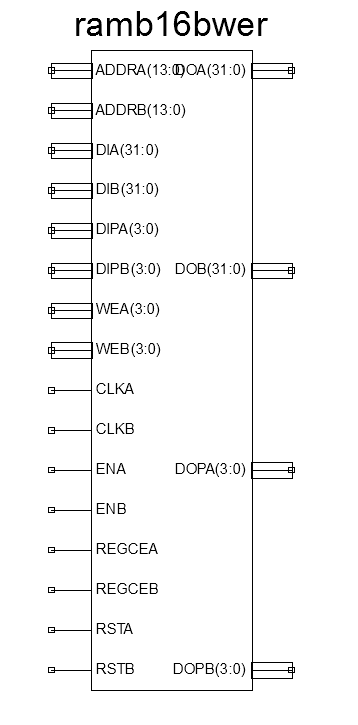 ramb16bwer
ADDRA(13:0) DOA(31:0)
ADDRB(13:0)
DIA(31:0)
DIB(31:0)
DIPA(3:0)
DIPB(3:0) DOB(31:0)
WEA(3:0)
WEB(3:0)
CLKA
CLKB
ENA DOPA(3:0)
ENB
REGCEA
REGCEB
RSTA
RSTB DOPB(3:0)